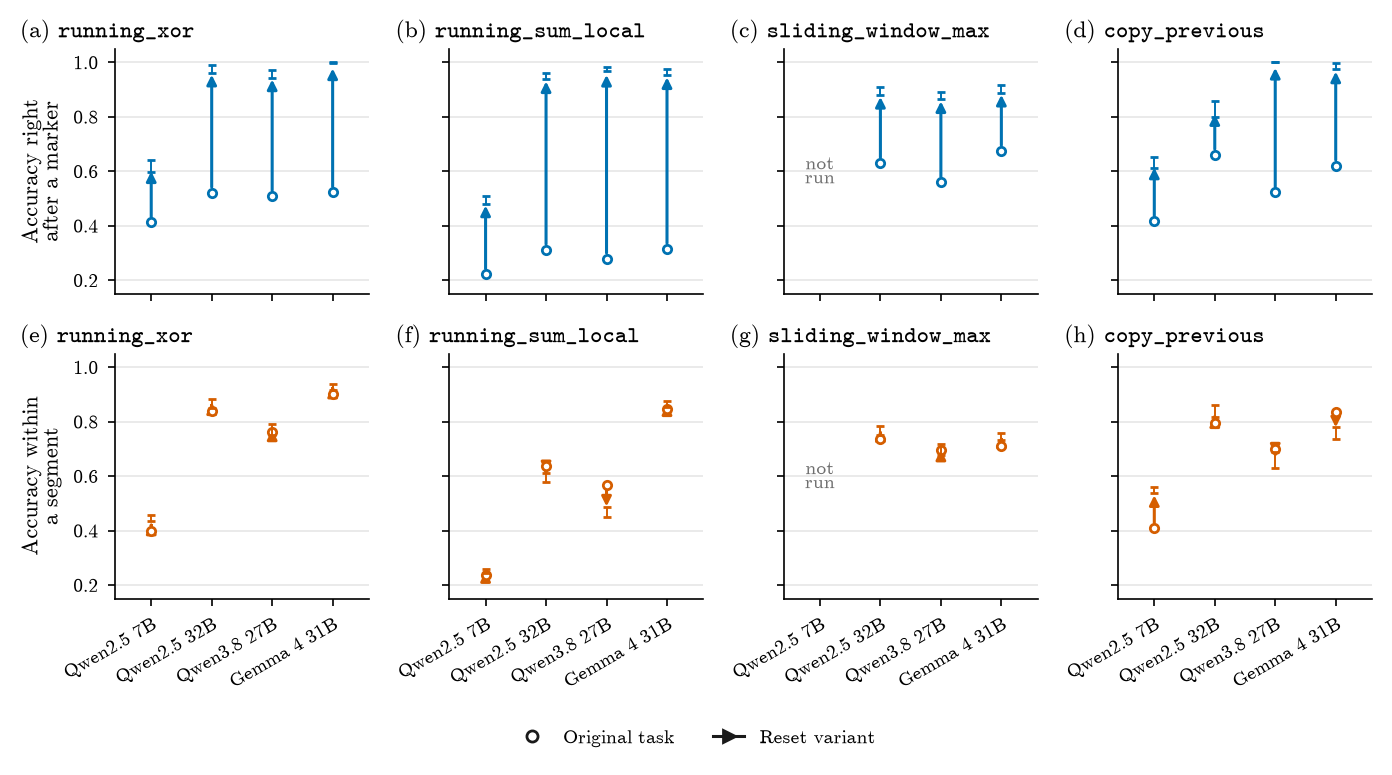 (a) running_xor
(b) running_sum_local
(c) sliding_window_max
(d) copy_previous
Accuracy right
after a marker
1.0
0.8
0.6
0.4
0.2
not
run
(e) running_xor
(f) running_sum_local
(g) sliding_window_max
(h) copy_previous
Accuracy within
a segment
1.0
0.8
0.6
0.4
0.2
not
run
Qwen2.5 7B
Qwen2.5 32B
Qwen3.8 27B
Gemma 4 31B
Qwen2.5 7B
Qwen2.5 32B
Qwen3.8 27B
Gemma 4 31B
Qwen2.5 7B
Qwen2.5 32B
Qwen3.8 27B
Gemma 4 31B
Qwen2.5 7B
Qwen2.5 32B
Qwen3.8 27B
Gemma 4 31B
Original task
Reset variant